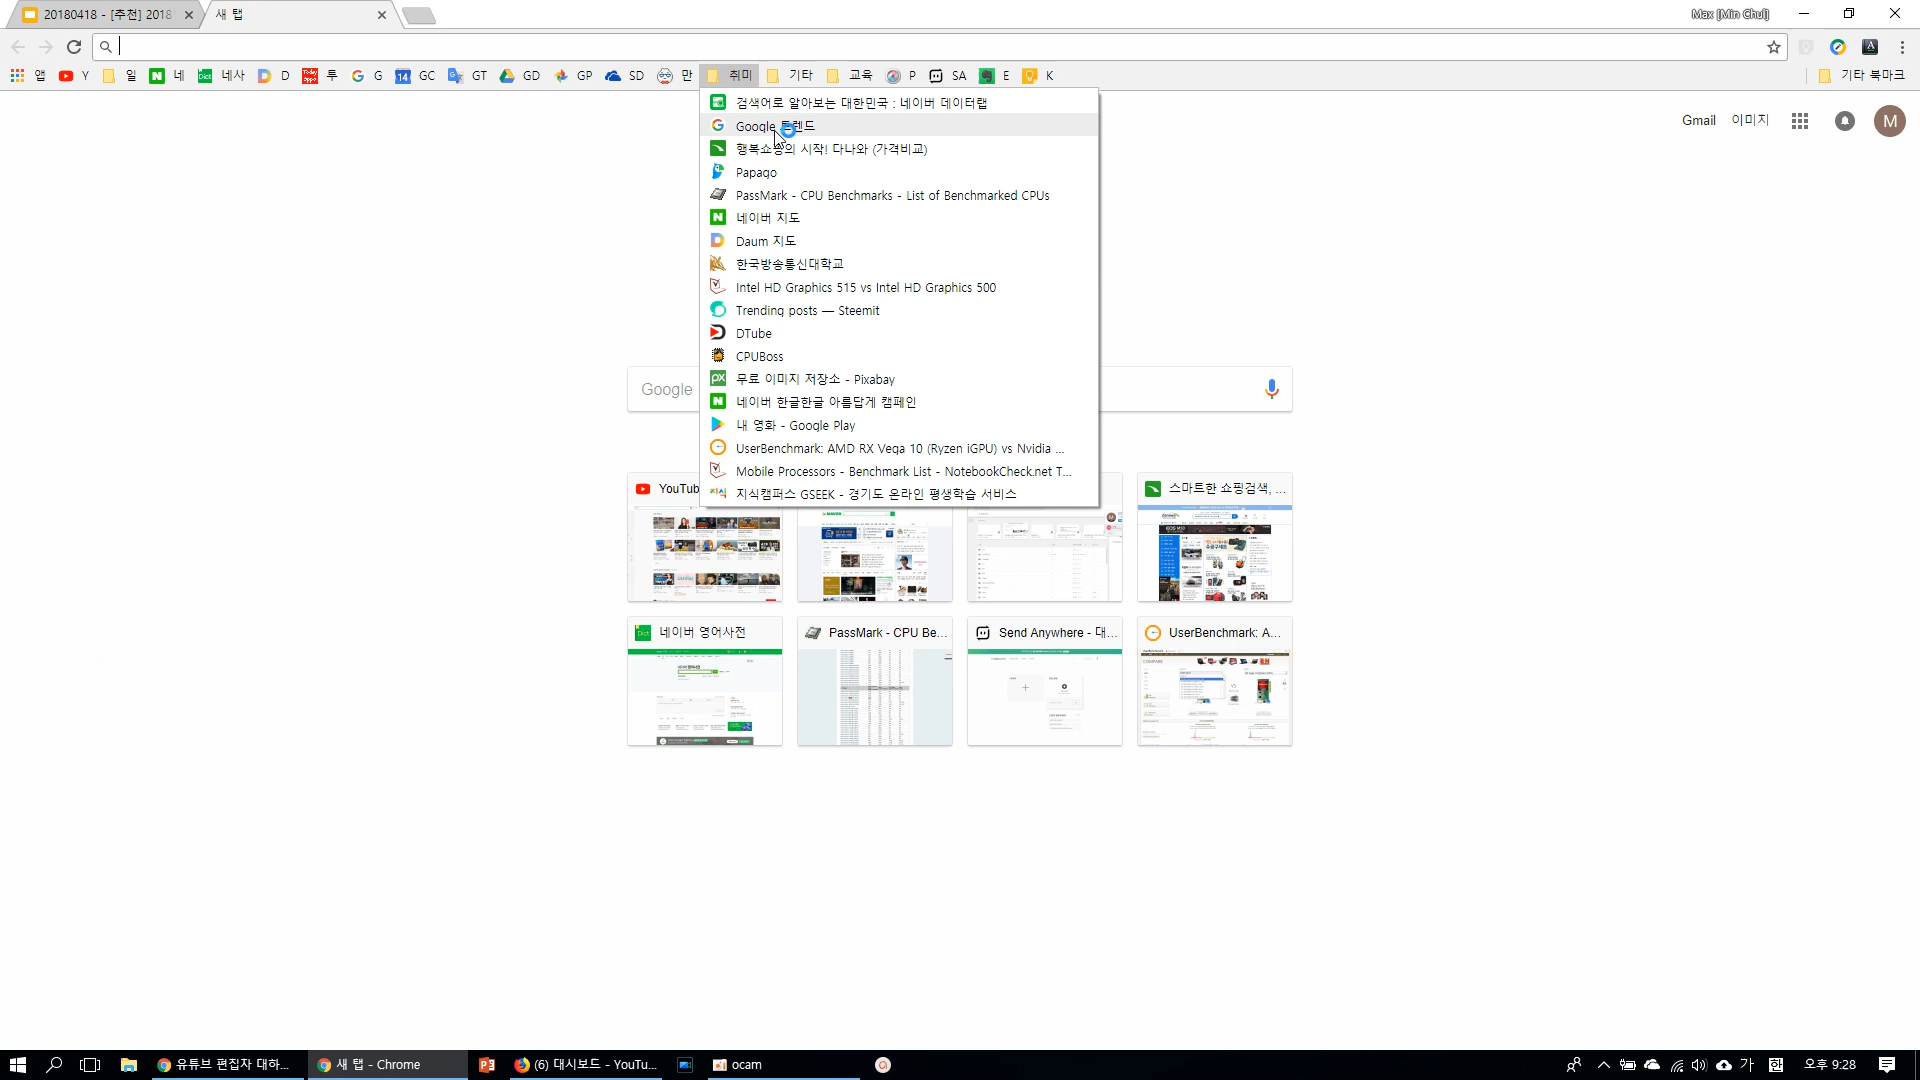 20180418 - [추천] 2018
새 탭
Max [Min Chul]
앱
Y
일
네
네사
D
투
G
GC
GT
GD
GP
SD
만
취미
기타
교육
P
SA
E
K
기타 북마크
검색어로 알아보는 대한민국 : 네이버 데이터랩
Google 트렌드
행복쇼핑의 시작! 다나와 (가격비교)
Papago
PassMark - CPU Benchmarks - List of Benchmarked CPUs
네이버 지도
Daum 지도
한국방송통신대학교
Intel HD Graphics 515 vs Intel HD Graphics 500
Trending posts — Steemit
DTube
CPUBoss
무료 이미지 저장소 - Pixabay
네이버 한글한글 아름답게 캠페인
내 영화 - Google Play
UserBenchmark: AMD RX Vega 10 (Ryzen iGPU) vs Nvidia ...
Mobile Processors - Benchmark List - NotebookCheck.net T...
지식캠퍼스 GSEEK - 경기도 온라인 평생학습 서비스
Gmail
이미지
M
Google
YouTub
스마트한 쇼핑검색, ...
네이버 영어사전
PassMark - CPU Be...
Send Anywhere - 대...
UserBenchmark: A...
유튜브 편집자 대하...
새 탭 - Chrome
(6) 대시보드 - YouTu...
ocam
가
한
오후 9:28